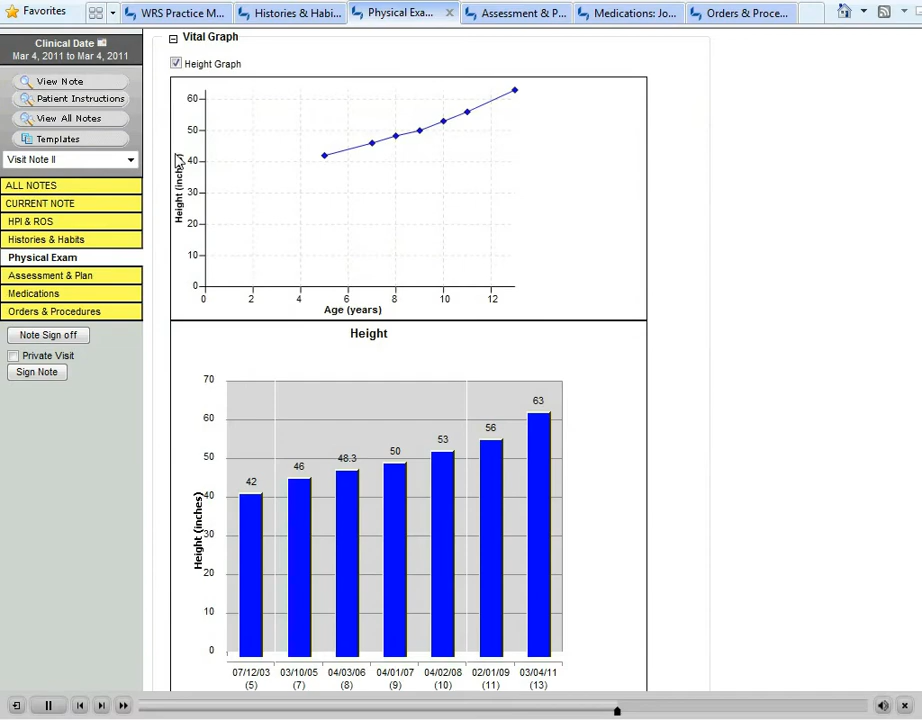 Favorites
WRS Practice M...
Histories & Habi...
Physical Exa...
Assessment & P...
Medications: Jo...
Orders & Proce...
Clinical Date
Mar 4, 2011 to Mar 4, 2011
View Note
Patient Instructions
View All Notes
Templates
Visit Note II
ALL NOTES
CURRENT NOTE
HPI & ROS
Histories & Habits
Physical Exam
Assessment & Plan
Medications
Orders & Procedures
Note Sign off
Private Visit
Sign Note
Vital Graph
Height Graph
60
50
40
30
20
10
0
Height (inches)
0 2 4 6 8 10 12
Age (years)
Height
70
60
50
40
30
20
10
0
Height (inches)
42 46 48.3 50 53 56 63
07/12/03 03/10/05 04/03/06 04/01/07 04/02/08 02/01/09 03/04/11
(5) (7) (8) (9) (10) (11) (13)